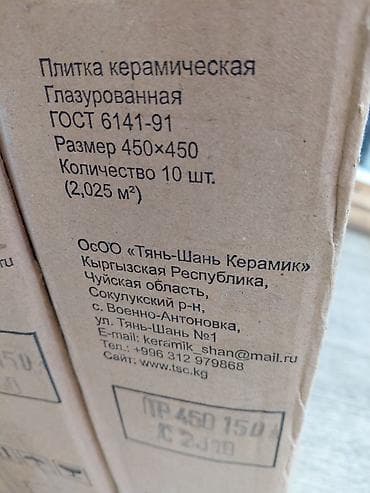 Плитка керамическая
Глазурованная
ГОСТ 6141-91
Размер 450×450
Количество 10 шт.
(2,025 м²)
ОсОО «Тянь-Шань Керамик»
Кыргызская Республика,
Чуйская область,
Сокулукский р-н,
с. Военно-Антоновка,
ул. Тянь-Шань №1
E-mail: keramik_shan@mail.ru
Тел.: +996 312 979868
Сайт: www.tsc.kg
ru